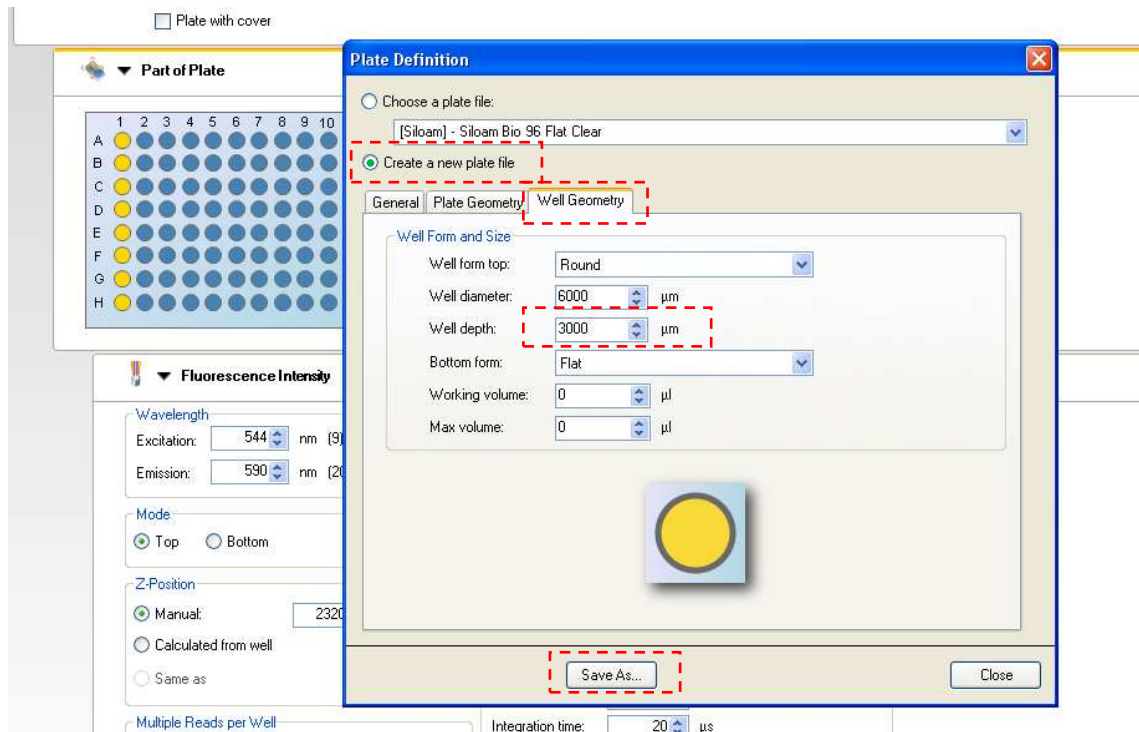 Plate with cover
Part of Plate
1 2 3 4 5 6 7 8 9 10
A
B
C
D
E
F
G
H
Fluorescence Intensity
Wavelength
Excitation: 544 nm (9)
Emission: 590 nm (20
Mode
Top Bottom
Z-Position
Manual: 2320
Calculated from well
Same as
Multiple Reads per Well
Integration time: 20 µs
Plate Definition
Choose a plate file:
[Siloam] - Siloam Bio 96 Flat Clear
Create a new plate file
General Plate Geometry Well Geometry
Well Form and Size
Well form top: Round
Well diameter: 6000 µm
Well depth: 3000 µm
Bottom form: Flat
Working volume: 0 µl
Max volume: 0 µl
Save As... Close